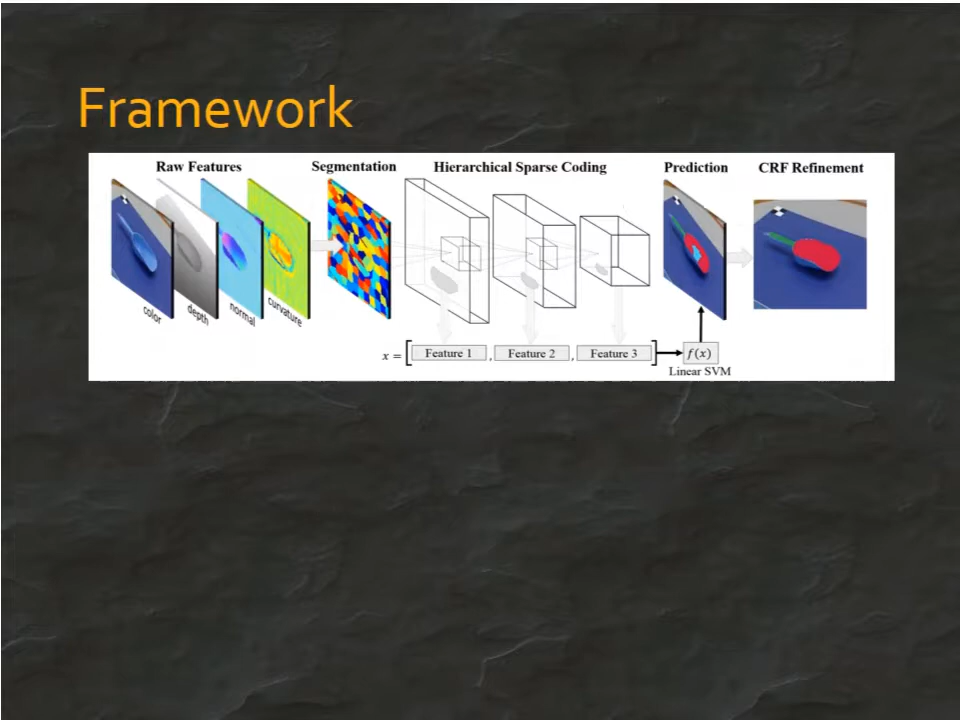 Framework
Raw Features Segmentation Hierarchical Sparse Coding Prediction CRF Refinement
color depth normal curvature
x = [ Feature 1 , Feature 2 , Feature 3 ] f(x)
Linear SVM